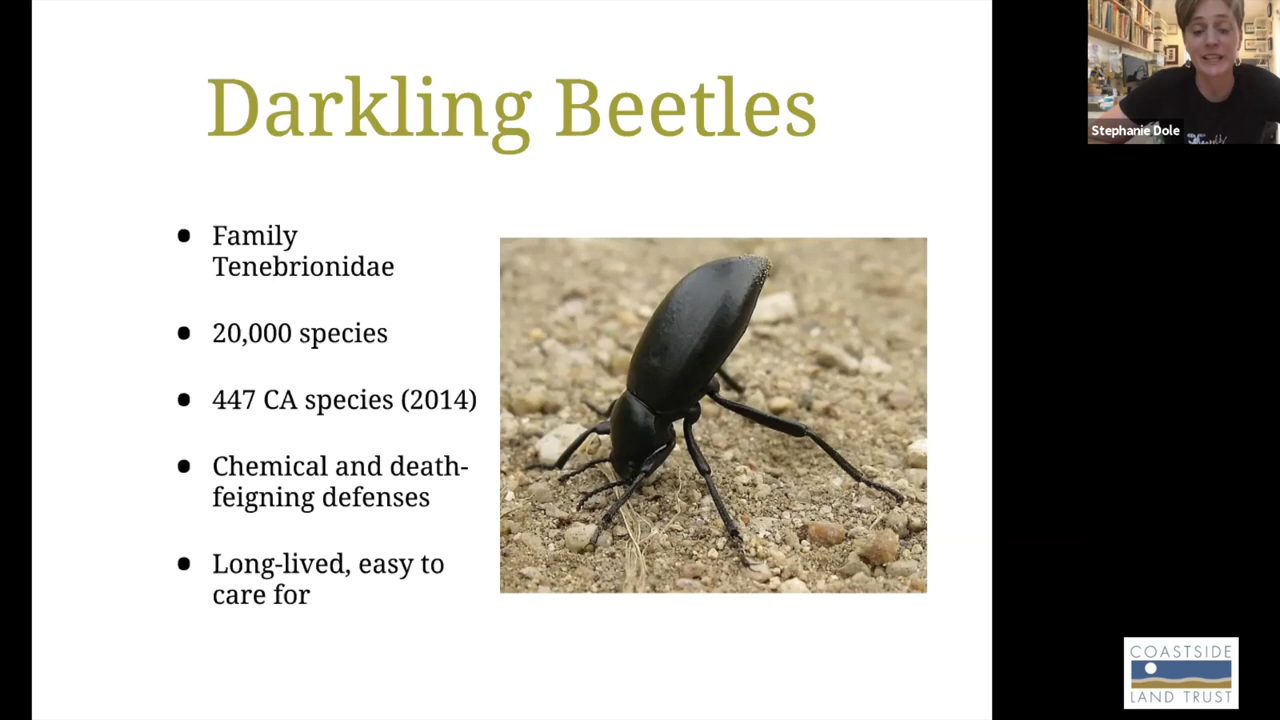 Darkling Beetles
Family
Tenebrionidae
20,000 species
447 CA species (2014)
Chemical and death-
feigning defenses
Long-lived, easy to
care for
Stephanie Dole
COASTSIDE
LAND TRUST